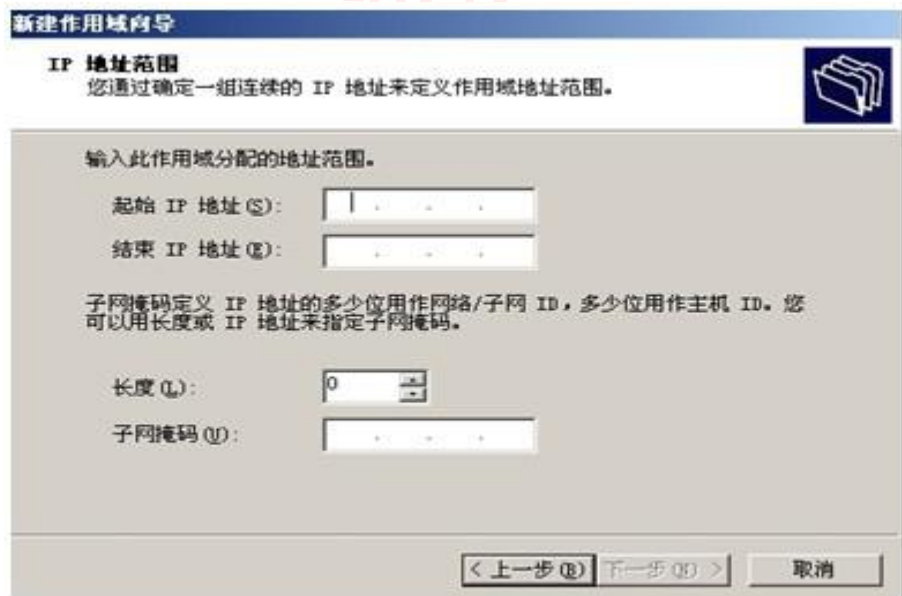 新建作用域向导
IP 地址范围
您通过确定一组连续的 IP 地址来定义作用域地址范围。
输入此作用域分配的地址范围。
起始 IP 地址(S):
结束 IP 地址(E):
子网掩码定义 IP 地址的多少位用作网络/子网 ID，多少位用作主机 ID。您
可以用长度或 IP 地址来指定子网掩码。
长度(L): 0
子网掩码(U):
< 上一步(B) 下一步(N) > 取消